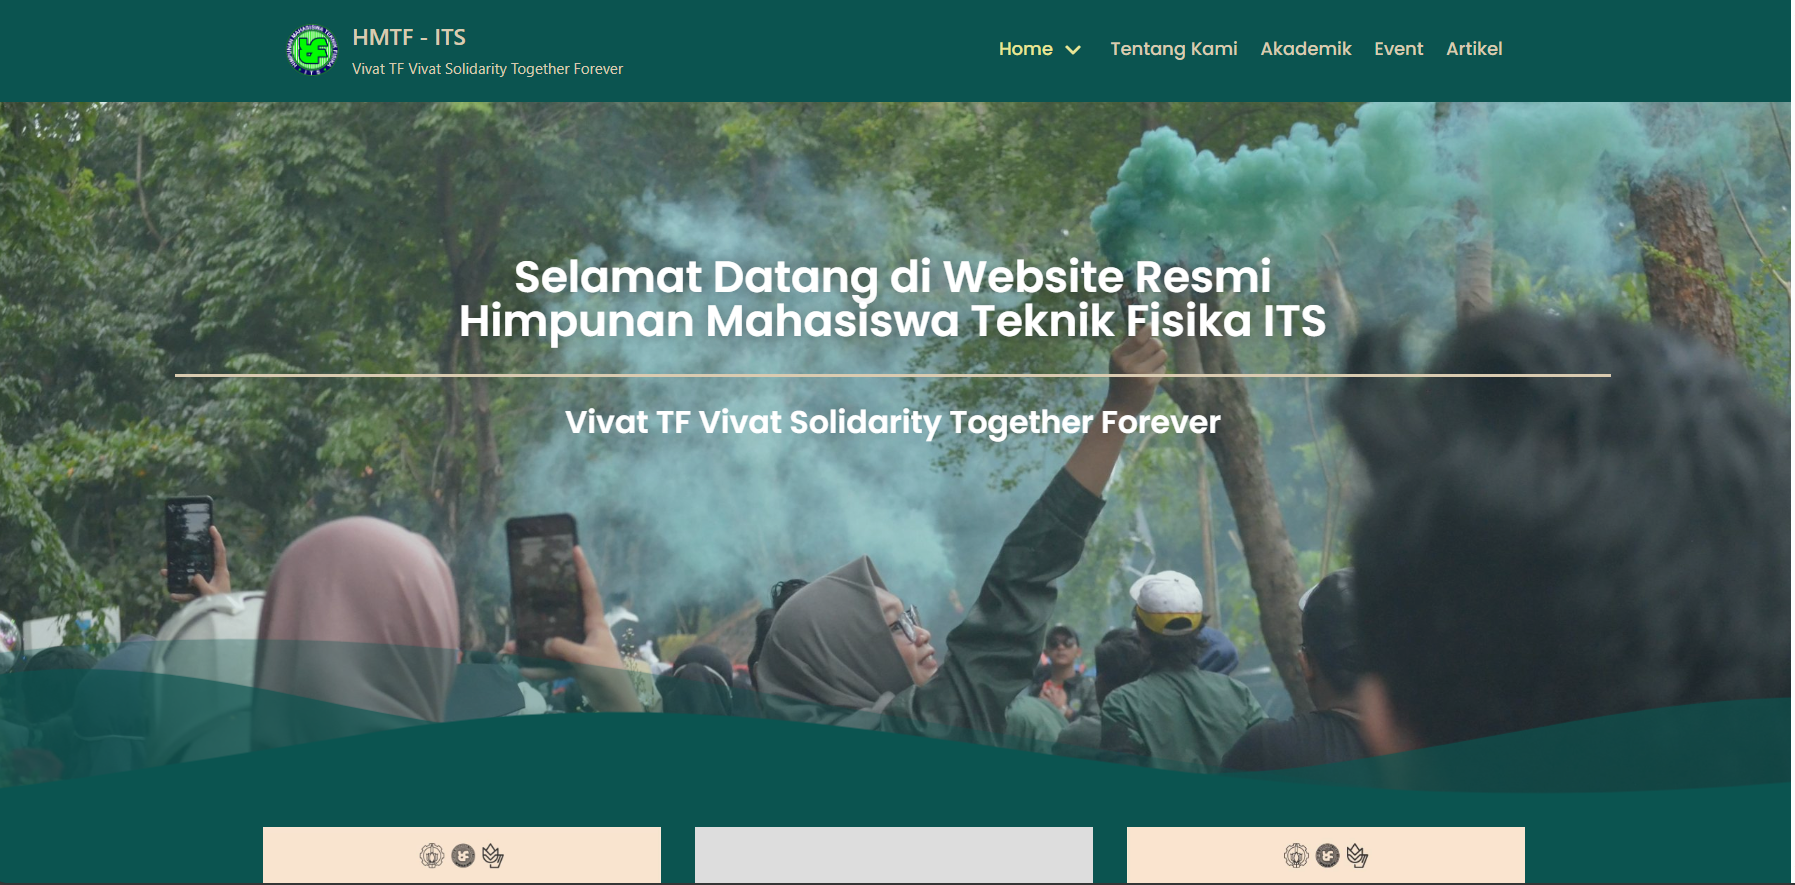 HMTF - ITS
Vivat TF Vivat Solidarity Together Forever
Home
Tentang Kami
Akademik
Event
Artikel
Selamat Datang di Website Resmi
Himpunan Mahasiswa Teknik Fisika ITS
Vivat TF Vivat Solidarity Together Forever